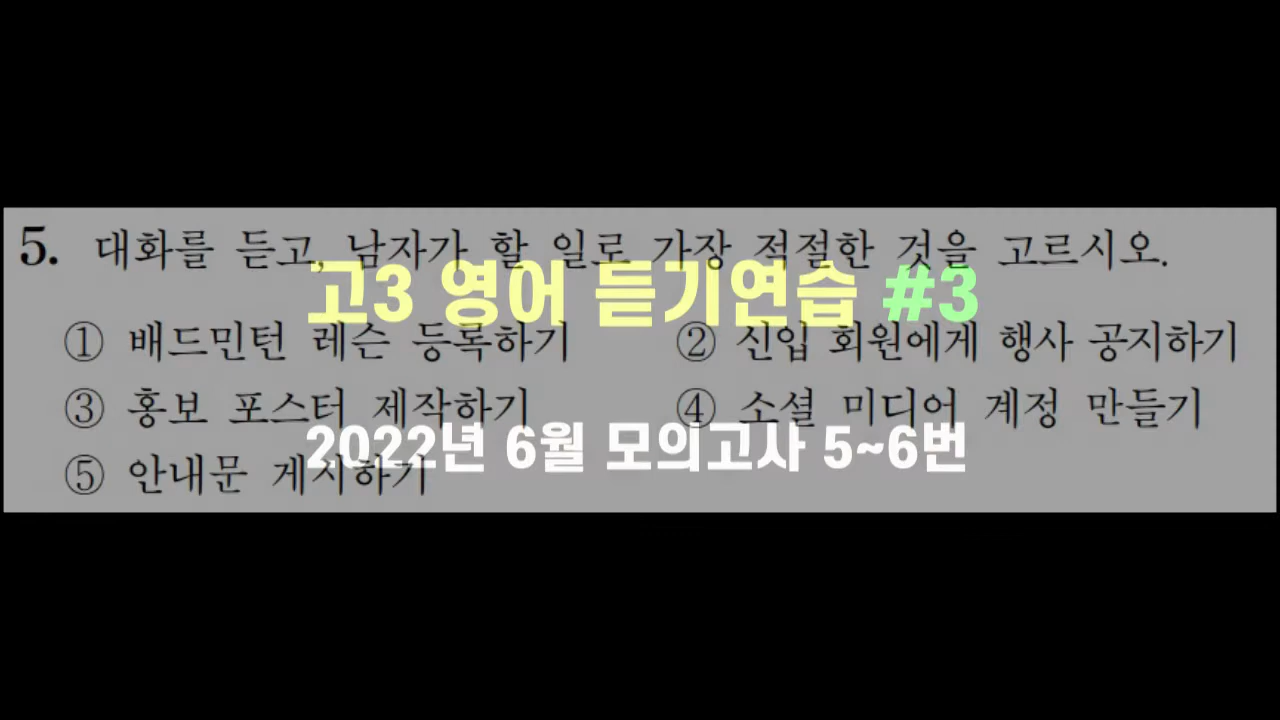 5. 대화를 듣고, 남자가 할 일로 가장 적절한 것을 고르시오.
고3 영어 듣기연습 #3
① 배드민턴 레슨 등록하기 ② 신입 회원에게 행사 공지하기
③ 홍보 포스터 제작하기 ④ 소셜 미디어 계정 만들기
2022년 6월 모의고사 5~6번
⑤ 안내문 게시하기